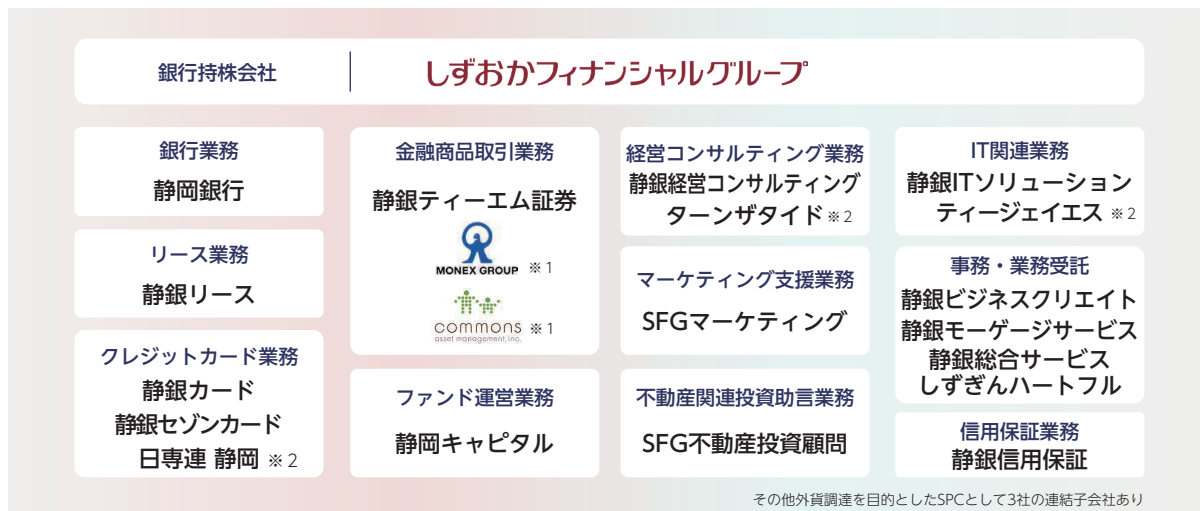 銀行持株会社
しずおかフィナンシャルグループ
銀行業務
静岡銀行
リース業務
静銀リース
クレジットカード業務
静銀カード
静銀セゾンカード
日専連 静岡 ※2
金融商品取引業務
静銀ティーエム証券
MONEX GROUP ※1
commons ※1
asset management, inc.
ファンド運営業務
静岡キャピタル
経営コンサルティング業務
静銀経営コンサルティング
ターンザタイド ※2
マーケティング支援業務
SFGマーケティング
不動産関連投資助言業務
SFG不動産投資顧問
IT関連業務
静銀ITソリューション
ティージェイエス ※2
事務・業務受託
静銀ビジネスクリエイト
静銀モーゲージサービス
静銀総合サービス
しずぎんハートフル
信用保証業務
静銀信用保証
その他外貨調達を目的としたSPCとして3社の連結子会社あり